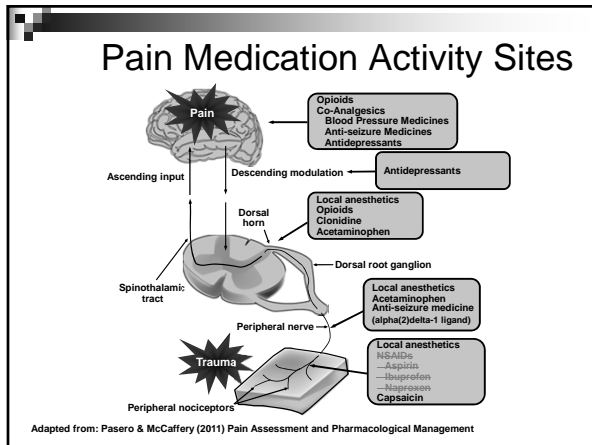 Pain Medication Activity Sites
Pain
Opioids
Co-Analgesics
Blood Pressure Medicines
Anti-seizure Medicines
Antidepressants
Ascending input
Descending modulation
Antidepressants
Local anesthetics
Opioids
Clonidine
Acetaminophen
Dorsal
horn
Dorsal root ganglion
Spinothalamic
tract
Local anesthetics
Acetaminophen
Anti-seizure medicine
(alpha(2)delta-1 ligand)
Peripheral nerve
Trauma
Local anesthetics
NSAIDs
Aspirin
Ibuprofen
Naproxen
Capsaicin
Peripheral nociceptors
Adapted from: Pasero & McCaffery (2011) Pain Assessment and Pharmacological Management